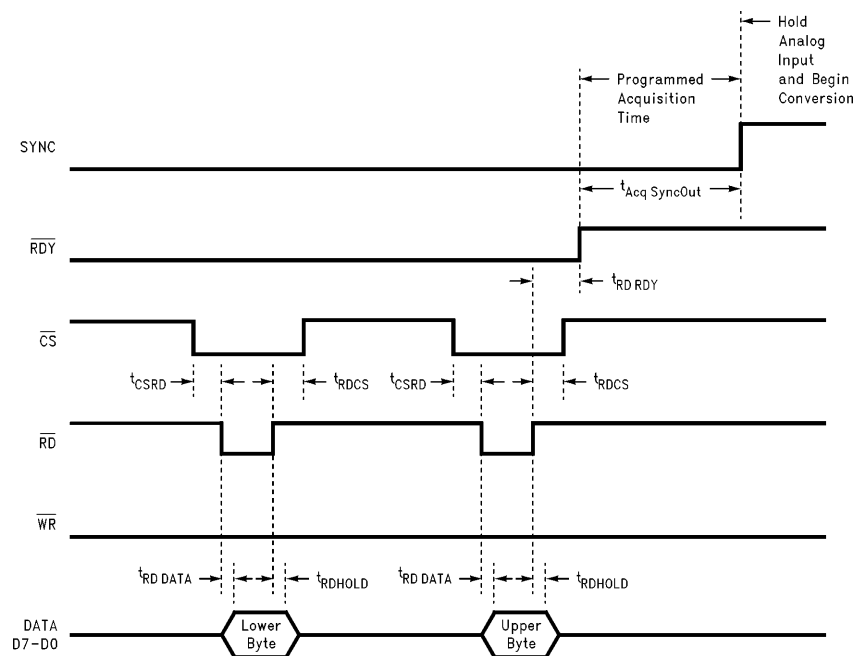 Hold
Analog
Input
and Begin
Conversion
Programmed
Acquisition
Time
SYNC
tAcq SyncOut
RDY
tRD RDY
CS
tCSRD
tRDCS
tCSRD
tRDCS
RD
WR
tRD DATA
tRDHOLD
tRD DATA
tRDHOLD
DATA
D7-D0
Lower
Byte
Upper
Byte